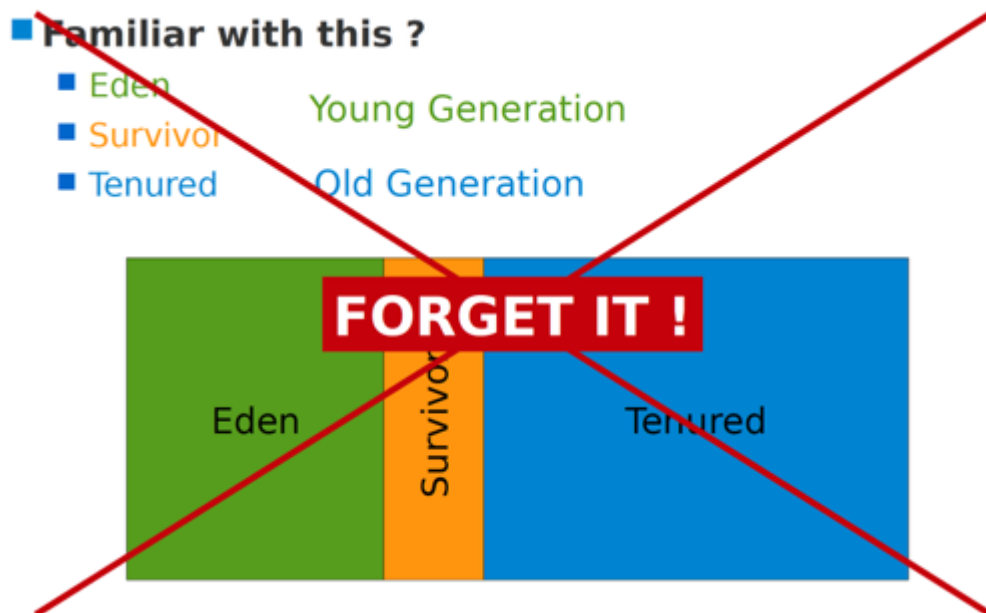 Familiar with this ?
Eden
Young Generation
Survivor
Tenured
Old Generation
FORGET IT !
Eden
Survivor
Tenured